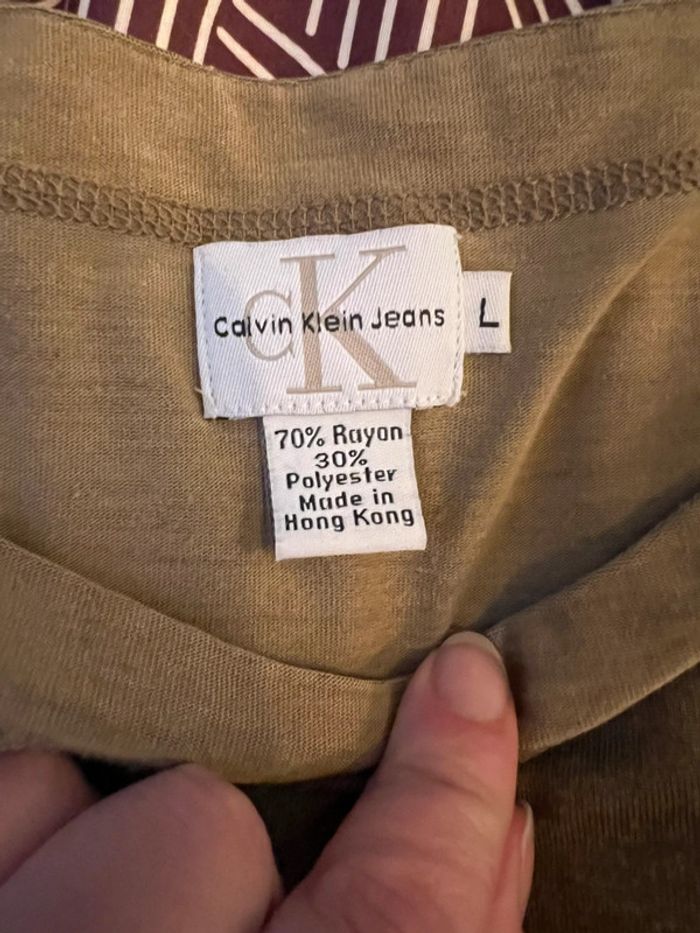 CK
Calvin Klein Jeans
L
70% Rayon
30%
Polyester
Made in
Hong Kong